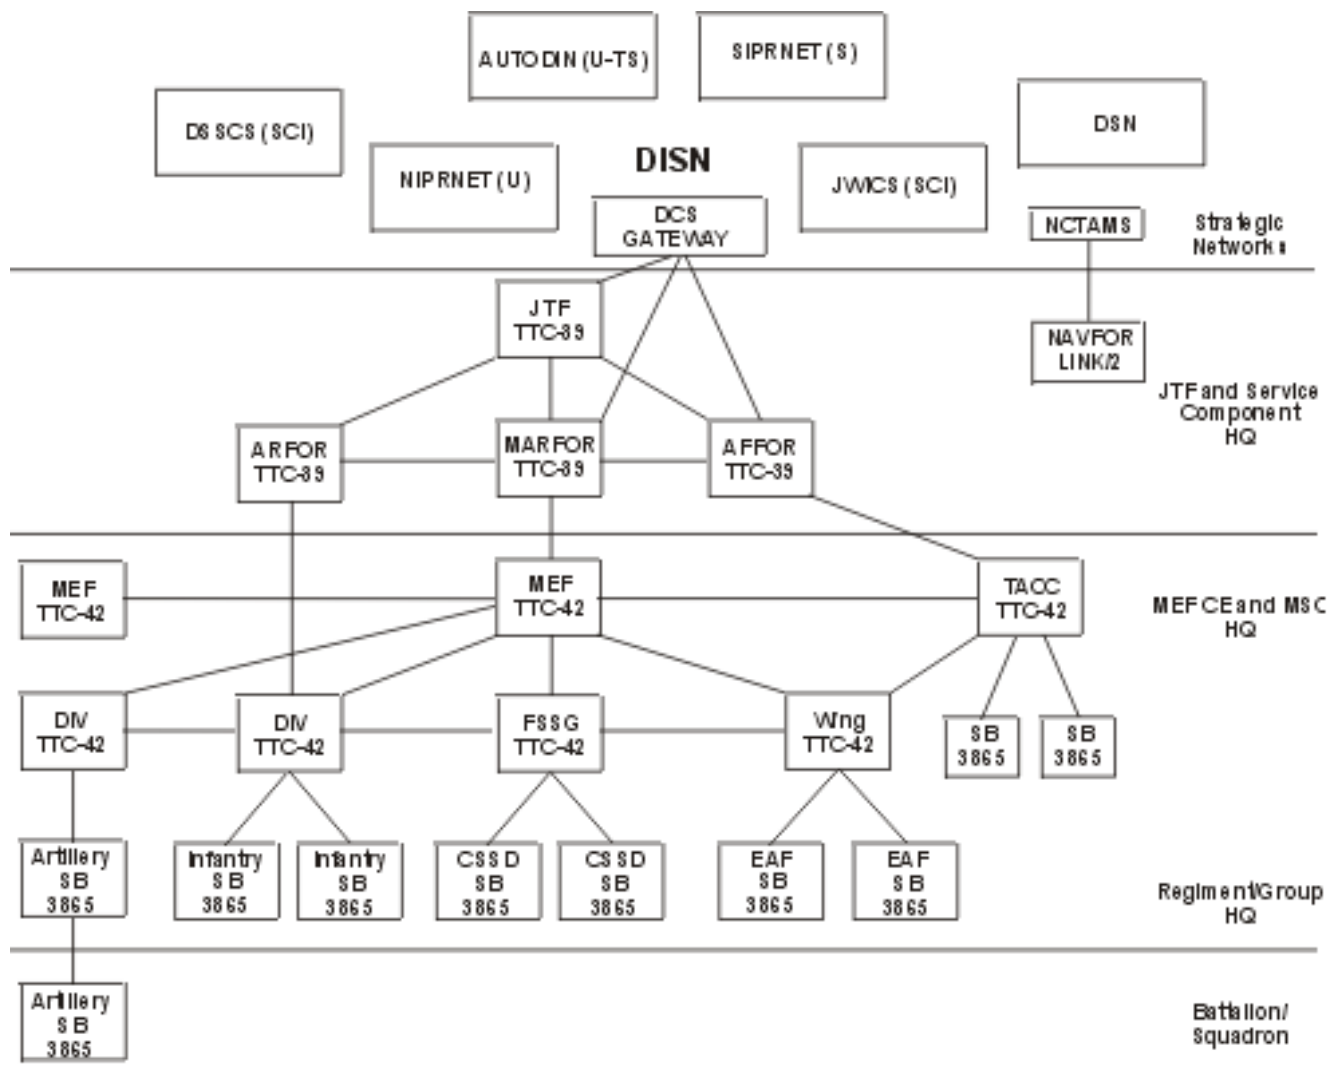 AUTODIN (U-TS)
SIPRNET (S)
DSSCS (SCI)
DSN
NIPRNET (U)
DISN
JWICS (SCI)
DCS
GATEWAY
NCTAMS
Strategic
Networks
JTF
TTC-39
NAVFOR
LINK/2
JTF and Service
Component
HQ
ARFOR
TTC-39
MARFOR
TTC-39
AFFOR
TTC-39
MEF
TTC-42
MEF
TTC-42
TACC
TTC-42
MEF CE and MSC
HQ
DIV
TTC-42
DIV
TTC-42
FSSG
TTC-42
Wing
TTC-42
SB
3865
SB
3865
Artillery
SB
3865
Infantry
SB
3865
Infantry
SB
3865
CSSD
SB
3865
CSSD
SB
3865
EAF
SB
3865
EAF
SB
3865
Regiment/Group
HQ
Artillery
SB
3865
Battalion/
Squadron